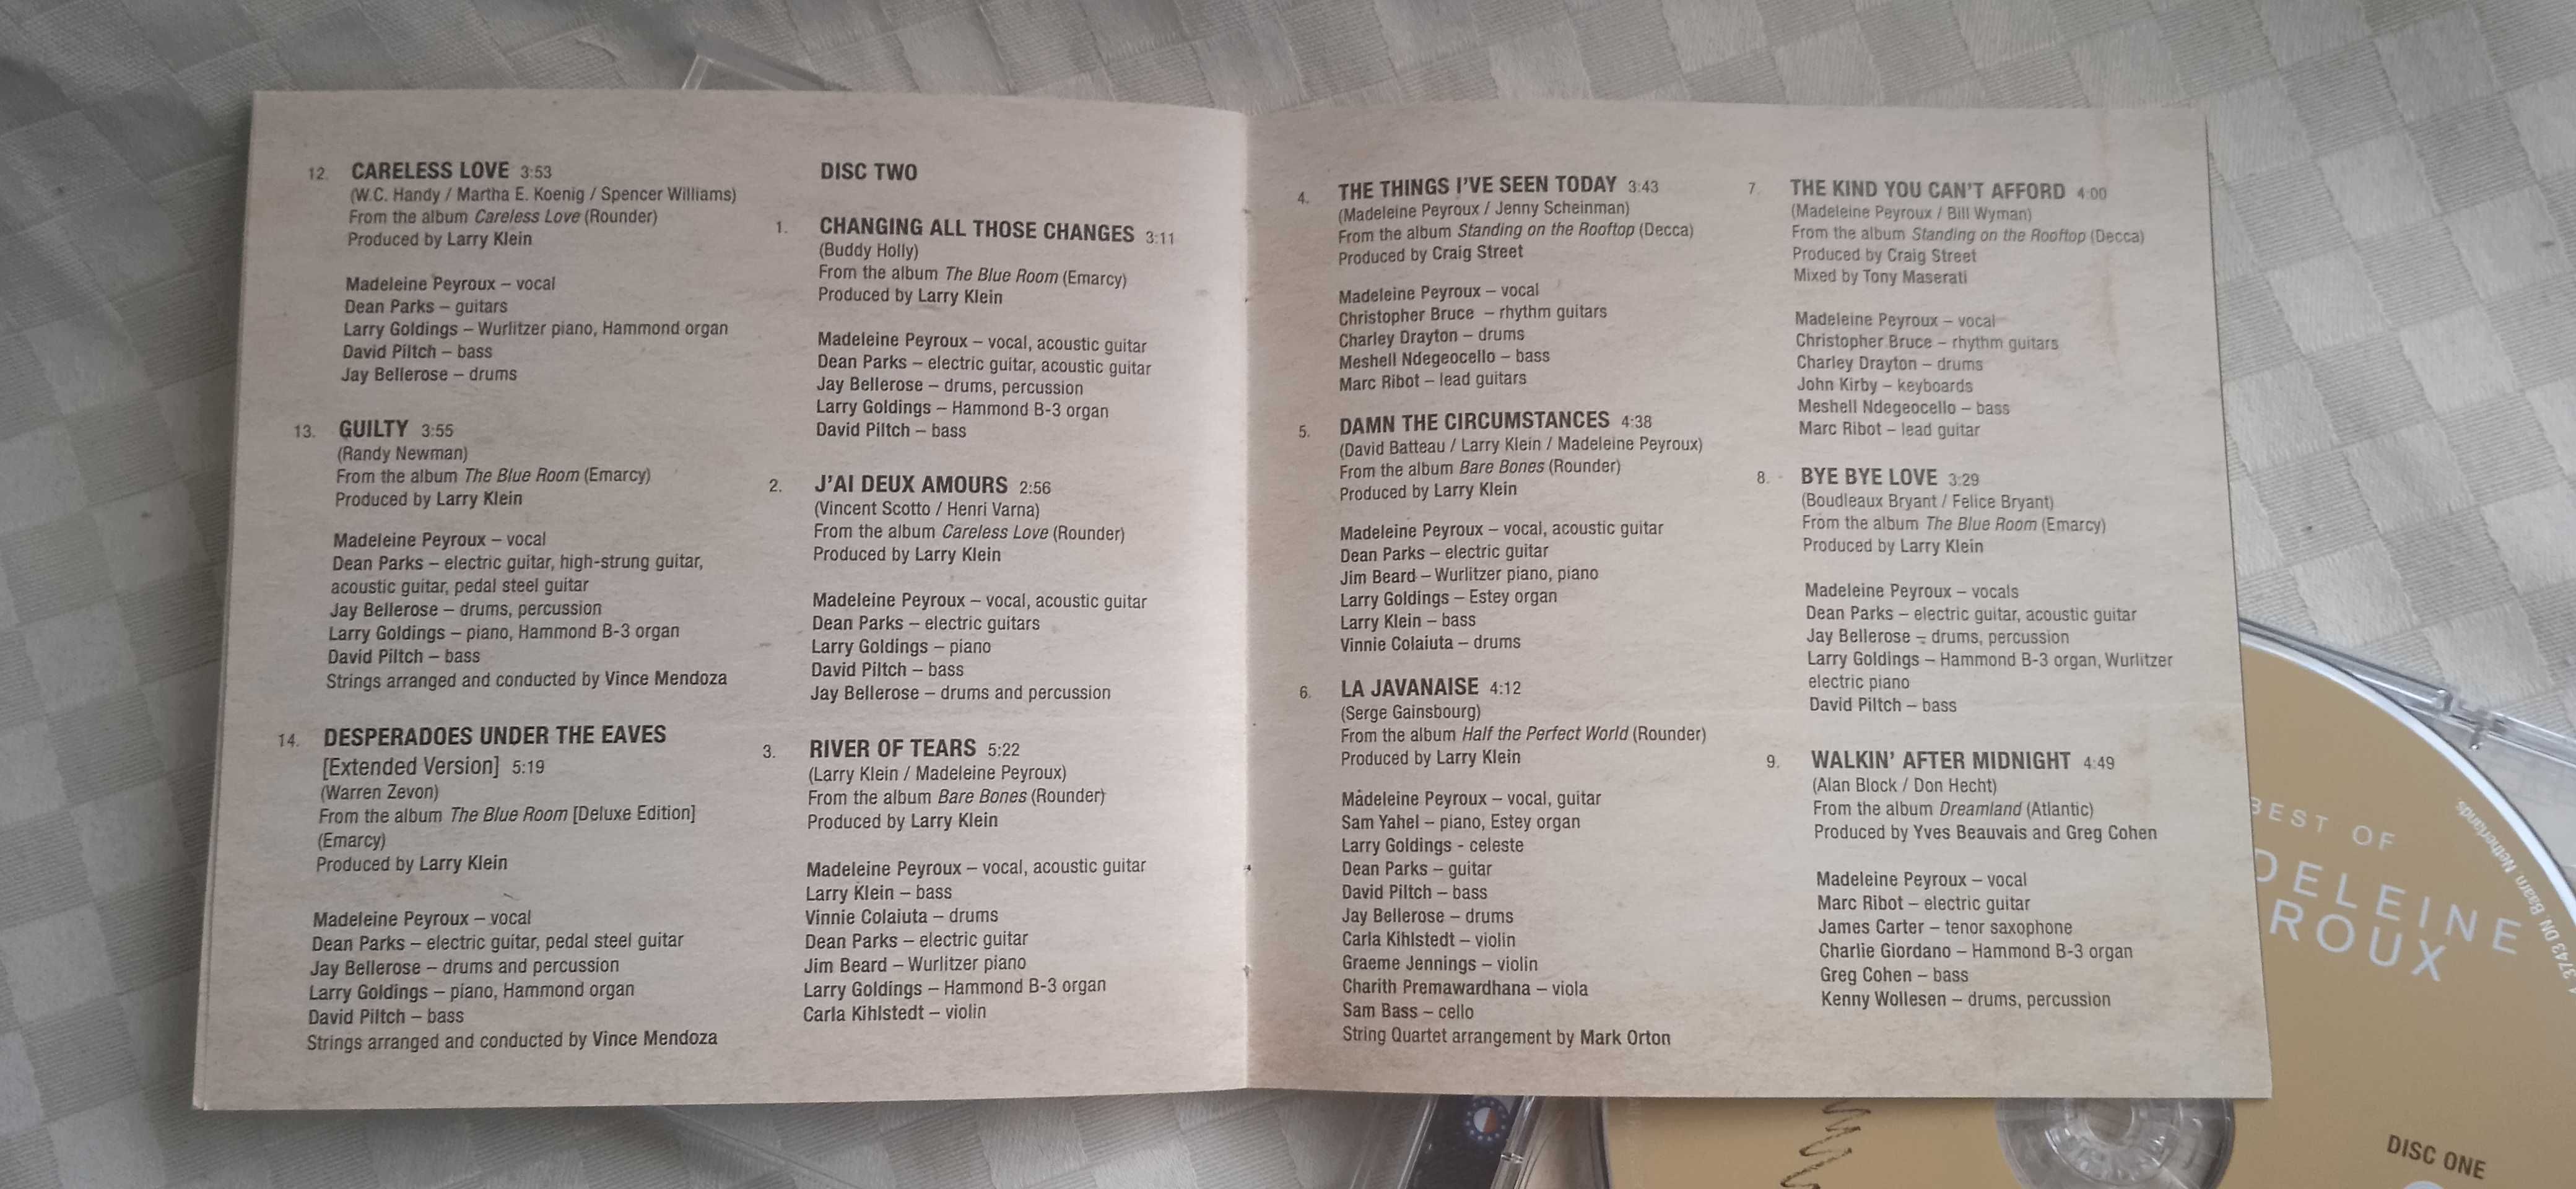 12. CARELESS LOVE 3:53
(W.C. Handy / Martha E. Koenig / Spencer Williams)
From the album Careless Love (Rounder)
Produced by Larry Klein
Madeleine Peyroux – vocal
Dean Parks – guitars
Larry Goldings – Wurlitzer piano, Hammond organ
David Piltch – bass
Jay Bellerose – drums
13. GUILTY 3:55
(Randy Newman)
From the album The Blue Room (Emarcy)
Produced by Larry Klein
Madeleine Peyroux – vocal
Dean Parks – electric guitar, high-strung guitar,
acoustic guitar, pedal steel guitar
Jay Bellerose – drums, percussion
Larry Goldings – piano, Hammond B-3 organ
David Piltch – bass
Strings arranged and conducted by Vince Mendoza
14. DESPERADOES UNDER THE EAVES
[Extended Version] 5:19
(Warren Zevon)
From the album The Blue Room [Deluxe Edition]
(Emarcy)
Produced by Larry Klein
Madeleine Peyroux – vocal
Dean Parks – electric guitar, pedal steel guitar
Jay Bellerose – drums and percussion
Larry Goldings – piano, Hammond organ
David Piltch – bass
Strings arranged and conducted by Vince Mendoza
DISC TWO
1. CHANGING ALL THOSE CHANGES 3:11
(Buddy Holly)
From the album The Blue Room (Emarcy)
Produced by Larry Klein
Madeleine Peyroux – vocal, acoustic guitar
Dean Parks – electric guitar, acoustic guitar
Jay Bellerose – drums, percussion
Larry Goldings – Hammond B-3 organ
David Piltch – bass
2. J'AI DEUX AMOURS 2:56
(Vincent Scotto / Henri Varna)
From the album Careless Love (Rounder)
Produced by Larry Klein
Madeleine Peyroux – vocal, acoustic guitar
Dean Parks – electric guitars
Larry Goldings – piano
David Piltch – bass
Jay Bellerose – drums and percussion
3. RIVER OF TEARS 5:22
(Larry Klein / Madeleine Peyroux)
From the album Bare Bones (Rounder)
Produced by Larry Klein
Madeleine Peyroux – vocal, acoustic guitar
Larry Klein – bass
Vinnie Colaiuta – drums
Dean Parks – electric guitar
Jim Beard – Wurlitzer piano
Larry Goldings – Hammond B-3 organ
Carla Kihlstedt – violin
4. THE THINGS I'VE SEEN TODAY 3:43
(Madeleine Peyroux / Jenny Scheinman)
From the album Standing on the Rooftop (Decca)
Produced by Craig Street
Madeleine Peyroux – vocal
Christopher Bruce – rhythm guitars
Charley Drayton – drums
Meshell Ndegeocello – bass
Marc Ribot – lead guitars
5. DAMN THE CIRCUMSTANCES 4:38
(David Batteau / Larry Klein / Madeleine Peyroux)
From the album Bare Bones (Rounder)
Produced by Larry Klein
Madeleine Peyroux – vocal, acoustic guitar
Dean Parks – electric guitar
Jim Beard – Wurlitzer piano, piano
Larry Goldings – Estey organ
Larry Klein – bass
Vinnie Colaiuta – drums
6. LA JAVANAISE 4:12
(Serge Gainsbourg)
From the album Half the Perfect World (Rounder)
Produced by Larry Klein
Madeleine Peyroux – vocal, guitar
Sam Yahel – piano, Estey organ
Larry Goldings - celeste
Dean Parks – guitar
David Piltch – bass
Jay Bellerose – drums
Carla Kihlstedt – violin
Graeme Jennings – violin
Charith Premawardhana – viola
Sam Bass – cello
String Quartet arrangement by Mark Orton
7. THE KIND YOU CAN'T AFFORD 4:00
(Madeleine Peyroux / Bill Wyman)
From the album Standing on the Rooftop (Decca)
Produced by Craig Street
Mixed by Tony Maserati
Madeleine Peyroux – vocal
Christopher Bruce – rhythm guitars
Charley Drayton – drums
John Kirby – keyboards
Meshell Ndegeocello – bass
Marc Ribot – lead guitar
8. BYE BYE LOVE 3:29
(Boudleaux Bryant / Felice Bryant)
From the album The Blue Room (Emarcy)
Produced by Larry Klein
Madeleine Peyroux – vocals
Dean Parks – electric guitar, acoustic guitar
Jay Bellerose – drums, percussion
Larry Goldings – Hammond B-3 organ, Wurlitzer
electric piano
David Piltch – bass
9. WALKIN' AFTER MIDNIGHT 4:49
(Alan Block / Don Hecht)
From the album Dreamland (Atlantic)
Produced by Yves Beauvais and Greg Cohen
Madeleine Peyroux – vocal
Marc Ribot – electric guitar
James Carter – tenor saxophone
Charlie Giordano – Hammond B-3 organ
Greg Cohen – bass
Kenny Wollesen – drums, percussion
BEST OF
DELEINE
ROUX
3743 DN Baarn, Netherlands.
DISC ONE